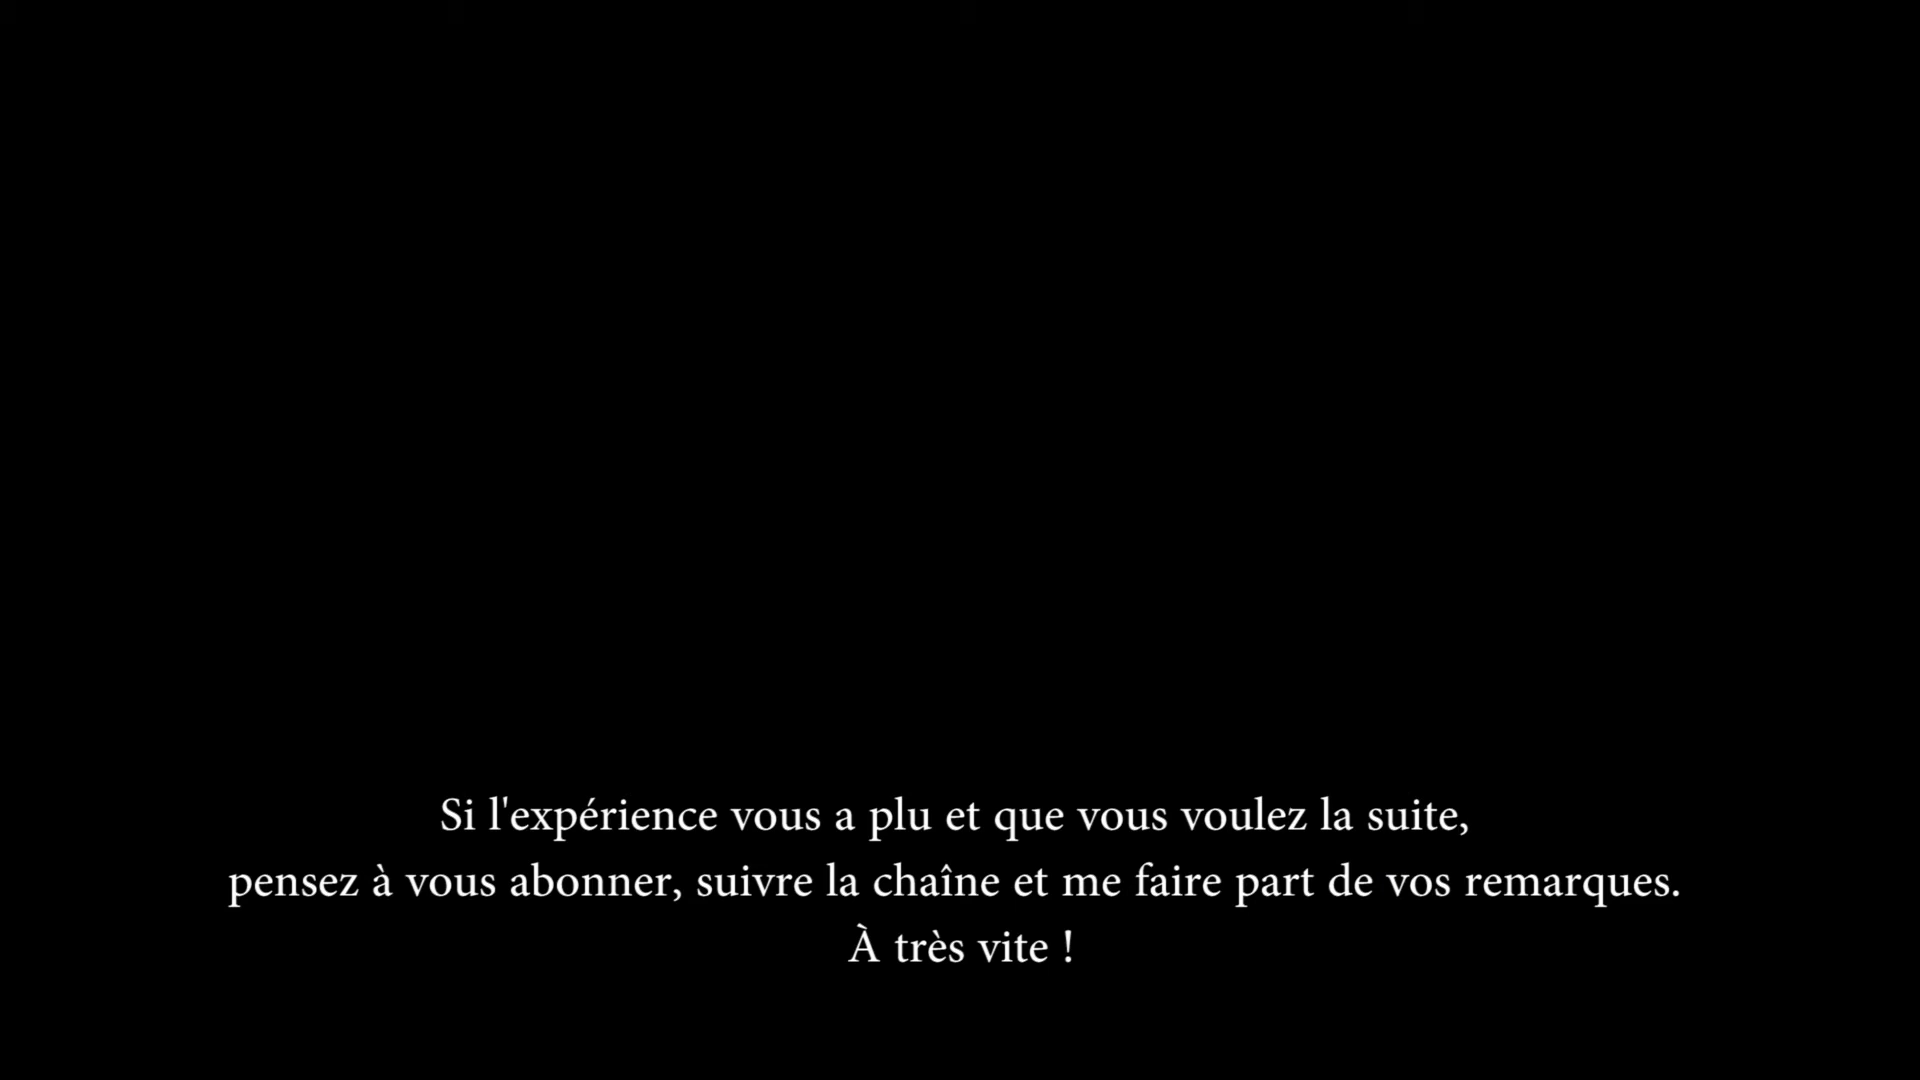 Si l'expérience vous a plu et que vous voulez la suite,
pensez à vous abonner, suivre la chaîne et me faire part de vos remarques.
À très vite !